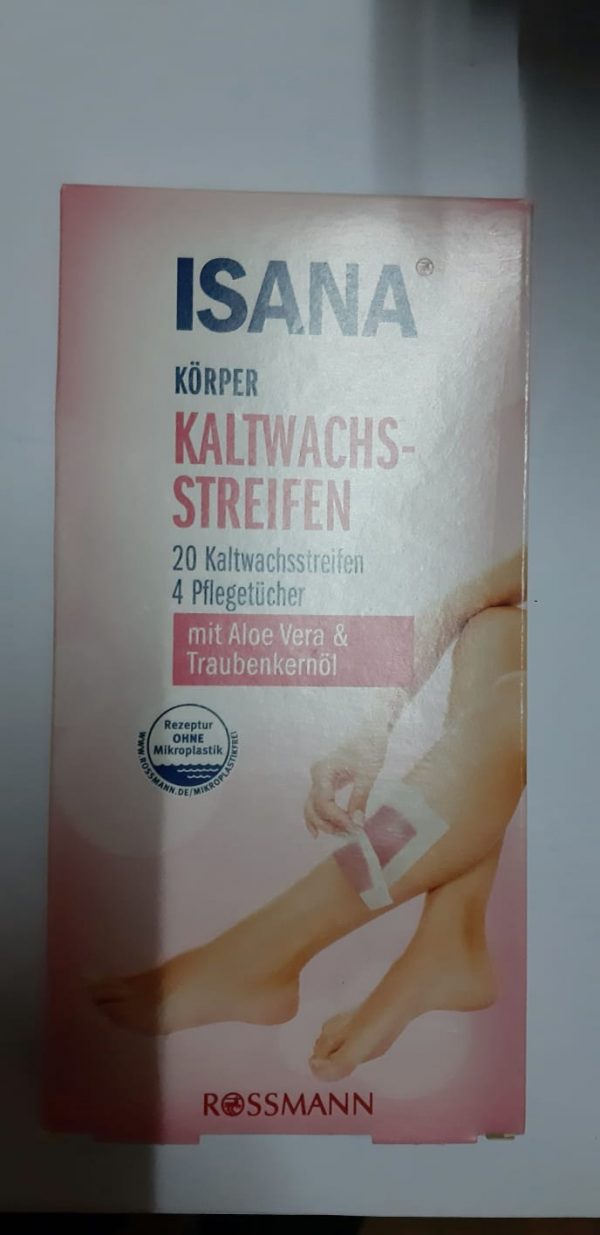 ISANA®
KÖRPER
KALTWACHS-
STREIFEN
20 Kaltwachsstreifen
4 Pflegetücher
mit Aloe Vera &
Traubenkernöl
Rezeptur
OHNE
Mikroplastik
WWW.ROSSMANN.DE/MIKROPLASTIKFREI
ROSSMANN